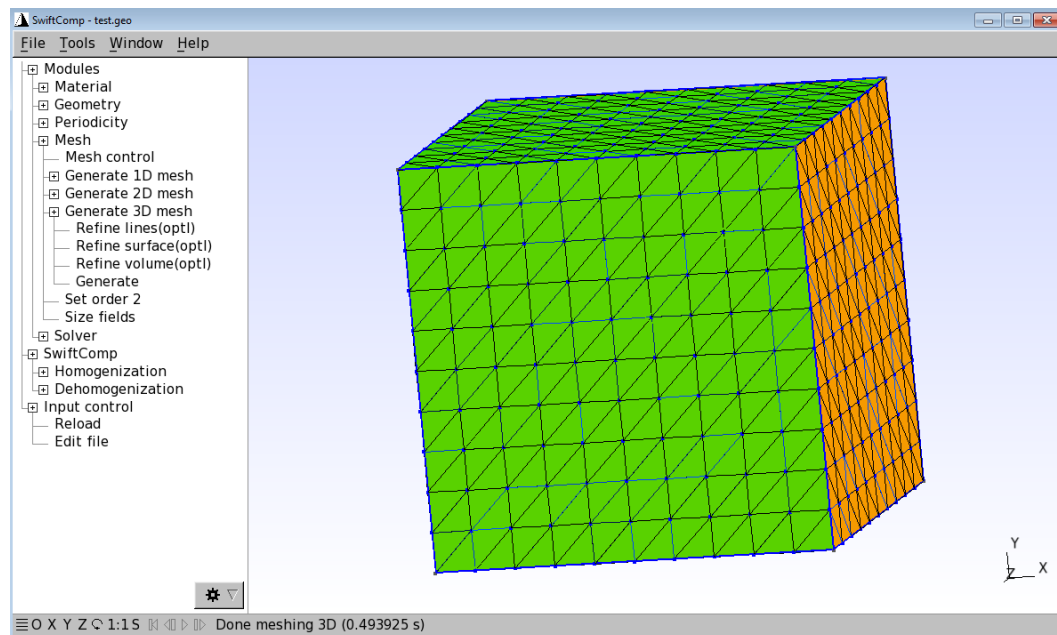 SwiftComp - test.geo
File Tools Window Help
Modules
Material
Geometry
Periodicity
Mesh
Mesh control
Generate 1D mesh
Generate 2D mesh
Generate 3D mesh
Refine lines(optl)
Refine surface(optl)
Refine volume(optl)
Generate
Set order 2
Size fields
Solver
SwiftComp
Homogenization
Dehomogenization
Input control
Reload
Edit file
Y
Z X
O X Y Z 1:1 S Done meshing 3D (0.493925 s)